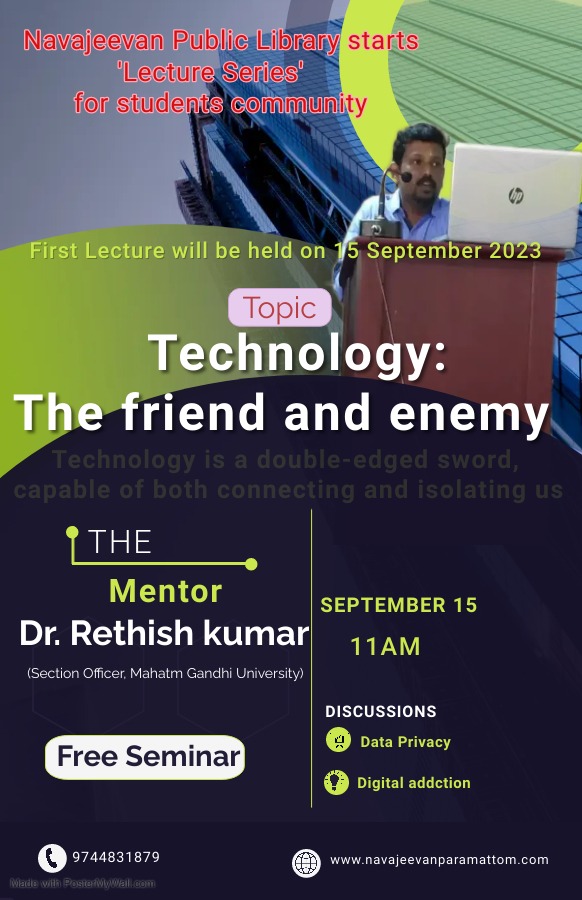 Navajeevan Public Library starts
'Lecture Series'
for students community
hp
First Lecture will be held on 15 September 2023
Topic
Technology:
The friend and enemy
Technology is a double-edged sword,
capable of both connecting and isolating us
THE
Mentor
Dr. Rethish kumar
(Section Officer, Mahatm Gandhi University)
Free Seminar
SEPTEMBER 15
11AM
DISCUSSIONS
Data Privacy
Digital addction
9744831879
www.navajeevanparamattom.com
Made with PosterMyWall.com